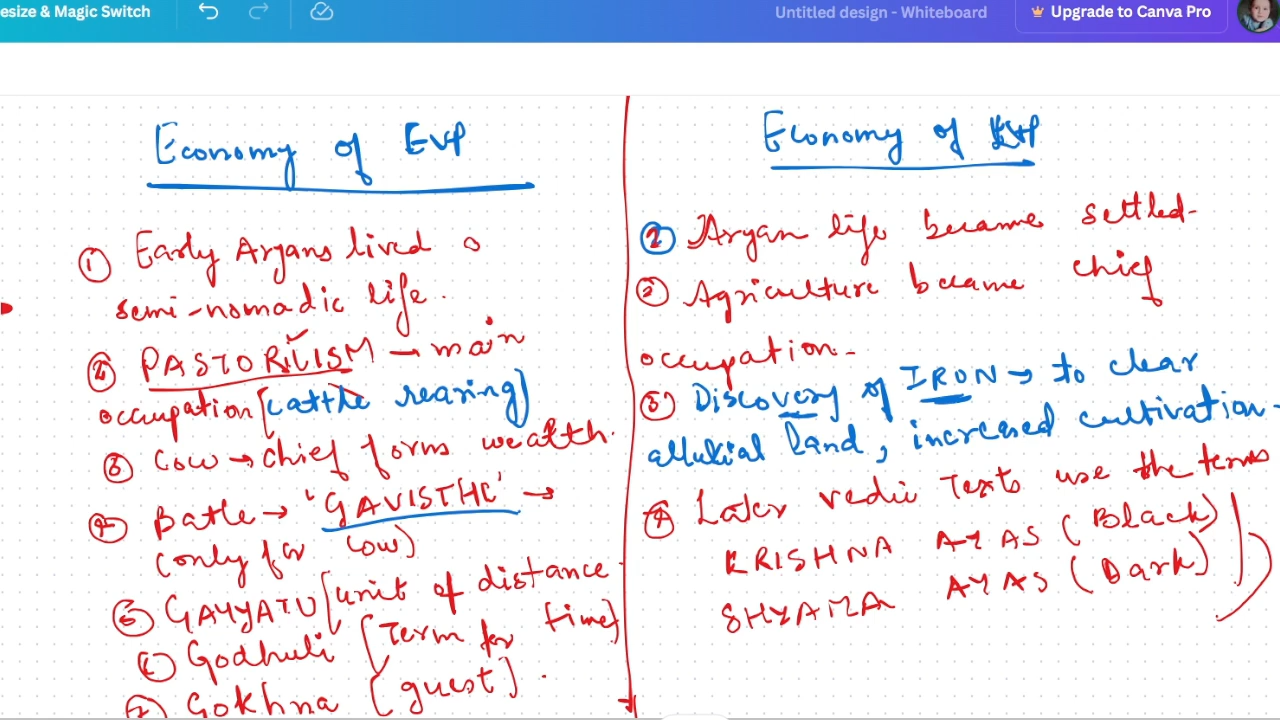 esize & Magic Switch
Untitled design - Whiteboard
Upgrade to Canva Pro
Economy of EVP
① Early Aryans lived a
semi-nomadic life.
② PASTORILISM — main
occupation [cattle rearing]
③ Cow → chief forms wealth.
④ Battle → 'GAVISTHI' →
(only for cow)
⑤ GAYYATU [unit of distance.
⑥ Godhuli [Term for time]
⑦ Gokhna [guest].
Economy of
① Aryan life became settled-
② Agriculture became chief
occupation-
③ Discovery of IRON → to clear
alluvial land, increased cultivation-
④ Later vedic Texts use the terms
KRISHNA AYAS (Black)
SHYAMA AYAS (Dark)